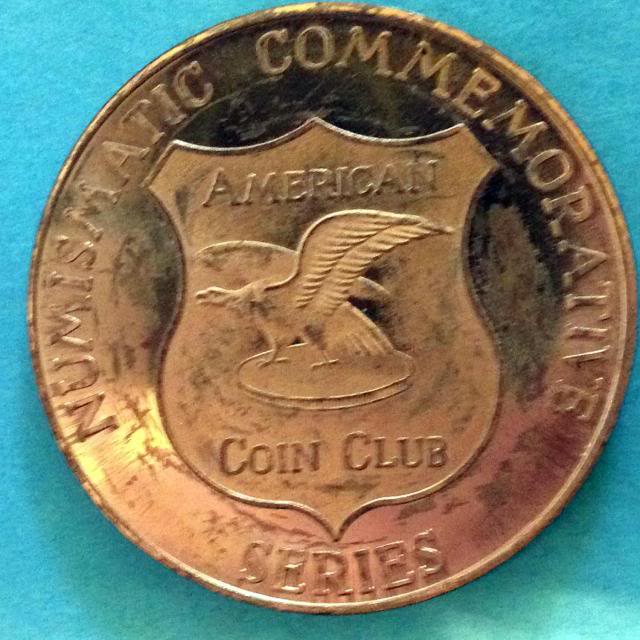 NUMISMATIC COMMEMORATIVE
AMERICAN
COIN CLUB
SERIES